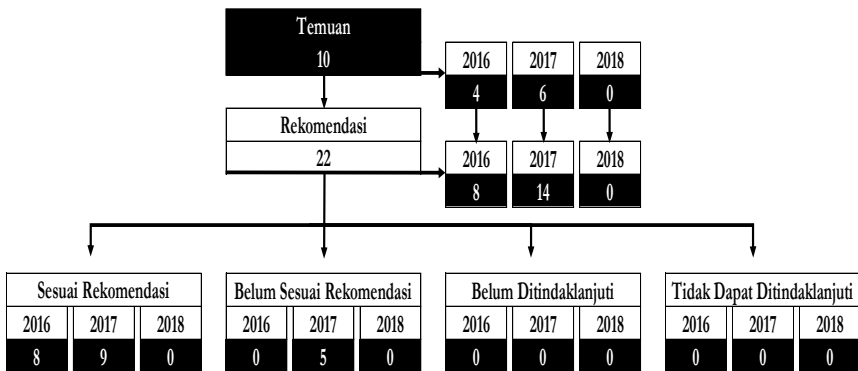 Temuan
10
2016 2017 2018
4 6 0
Rekomendasi
22
2016 2017 2018
8 14 0
Sesuai Rekomendasi
2016 2017 2018
8 9 0
Belum Sesuai Rekomendasi
2016 2017 2018
0 5 0
Belum Ditindaklanjuti
2016 2017 2018
0 0 0
Tidak Dapat Ditindaklanjuti
2016 2017 2018
0 0 0